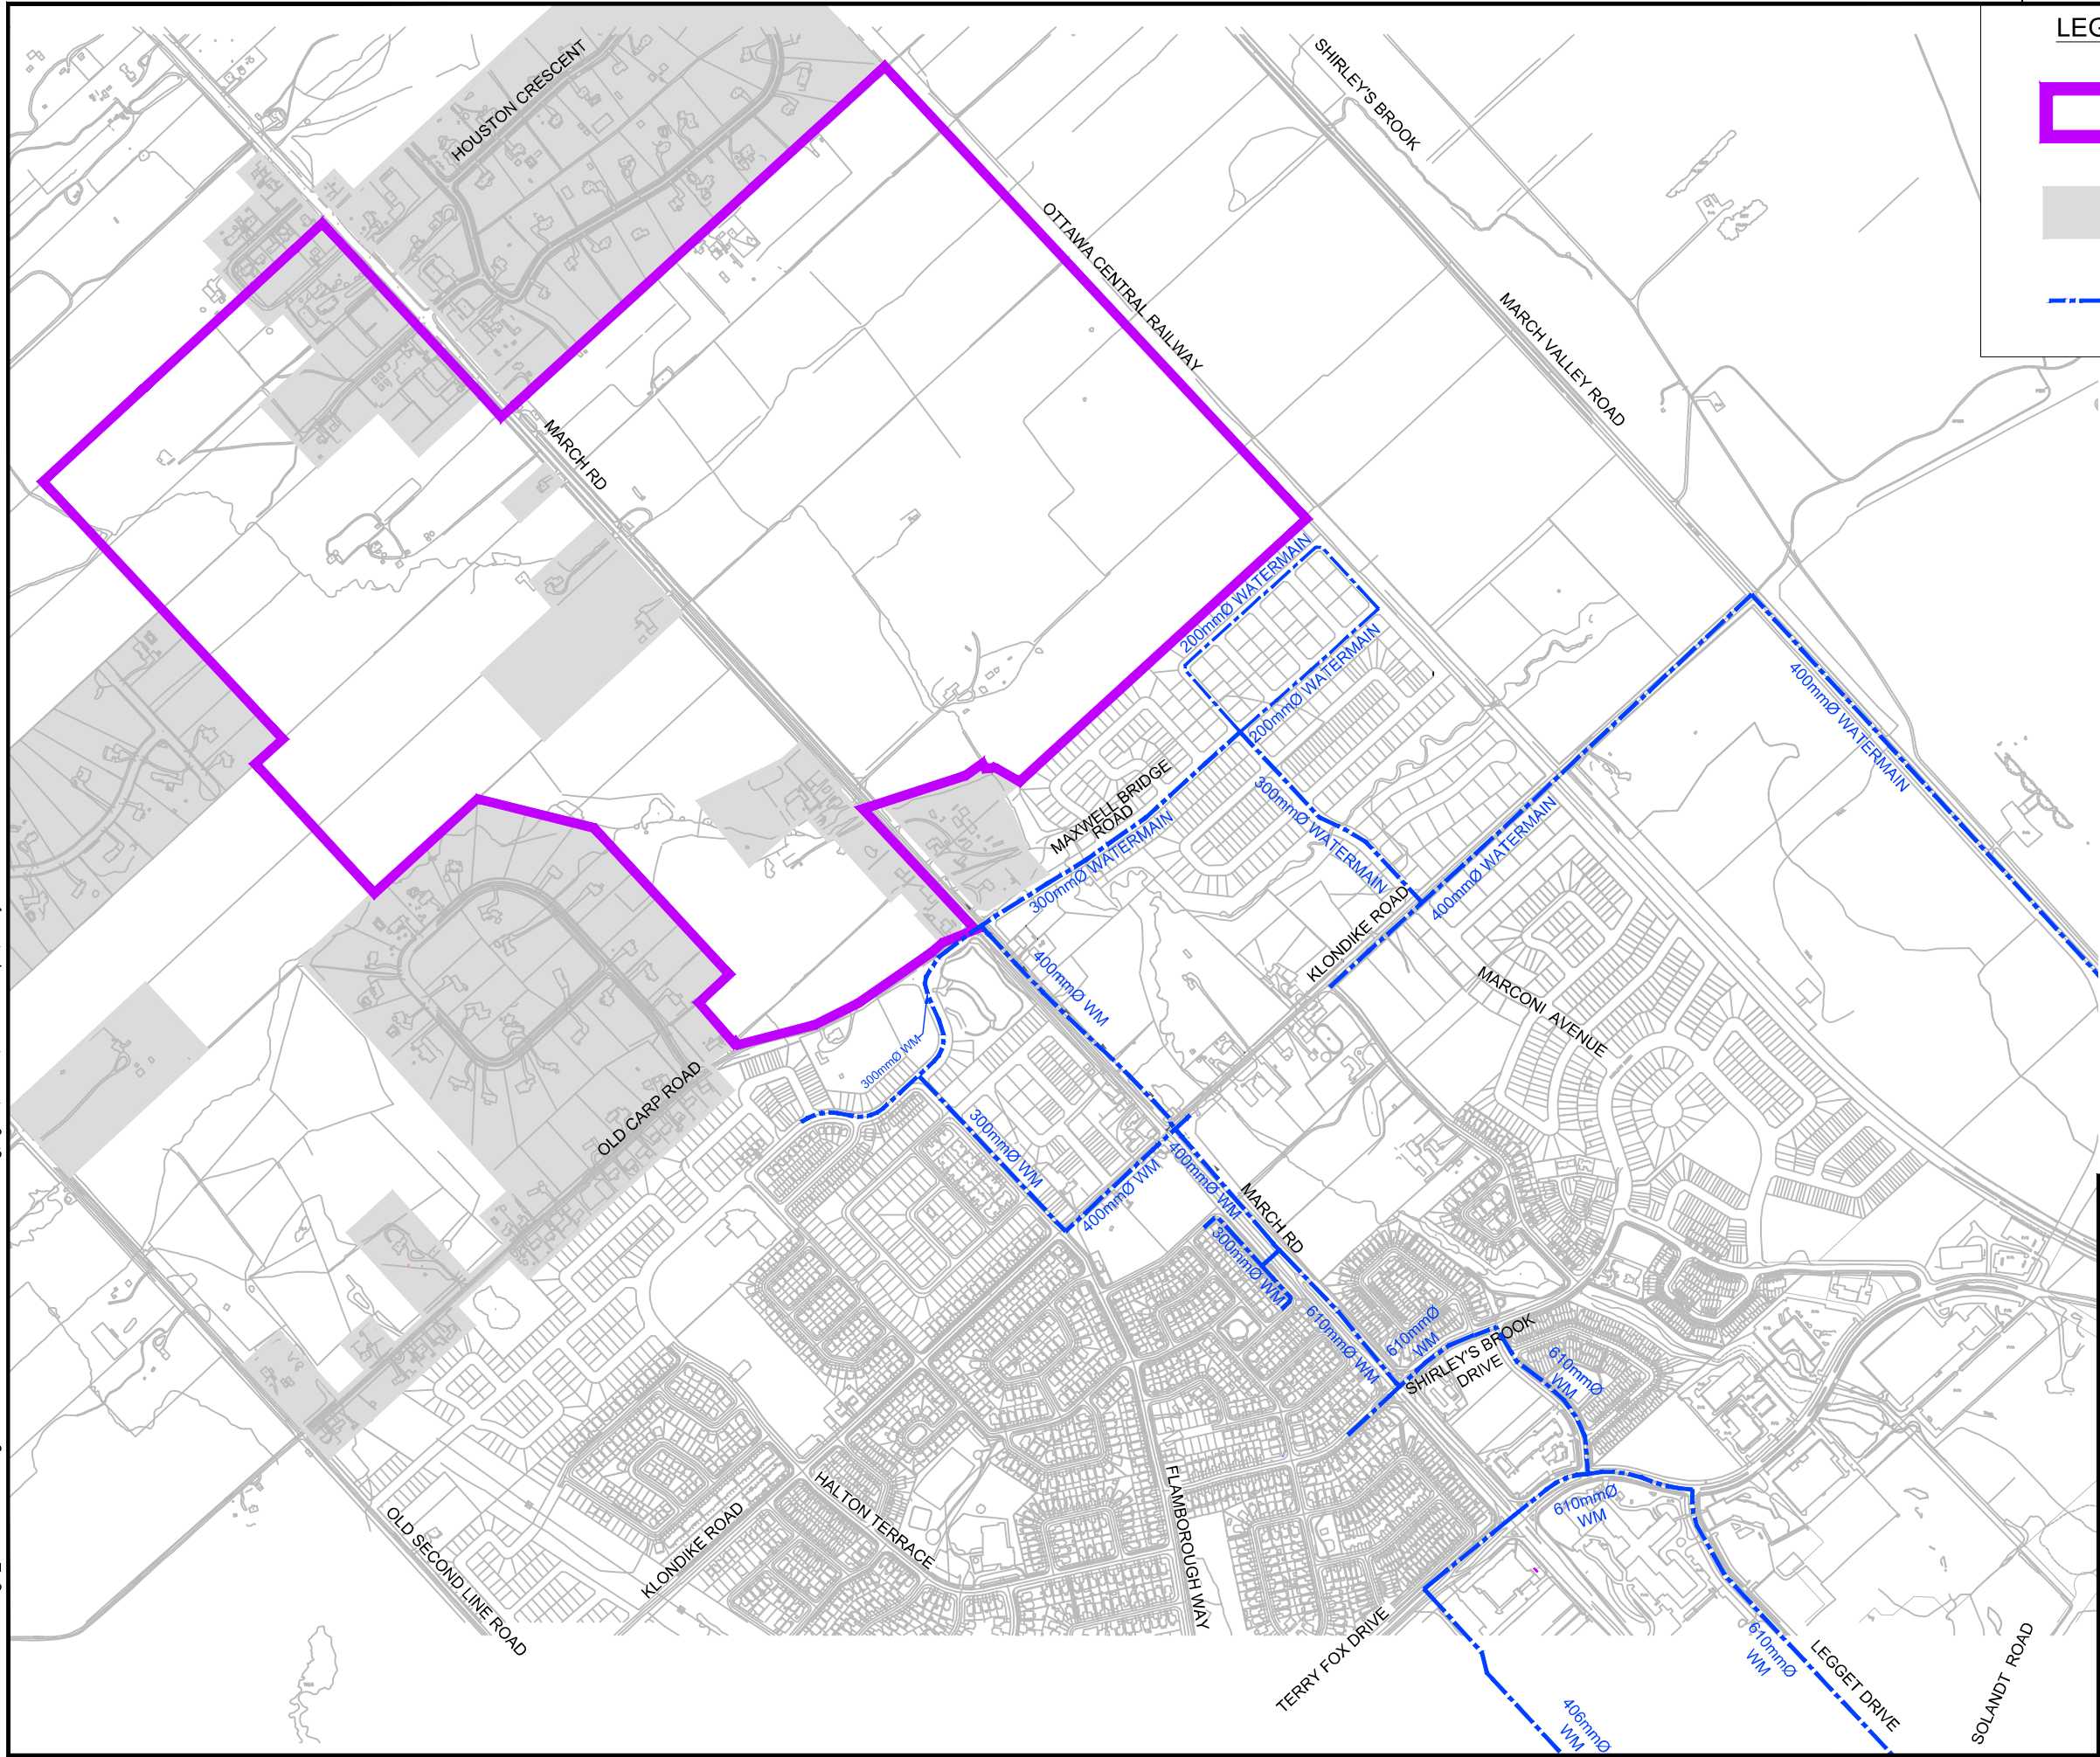 LEG
HOUSTON CRESCENT
SHIRLEY'S BROOK
OTTAWA CENTRAL RAILWAY
MARCH VALLEY ROAD
MARCH RD
200mmØ WATERMAIN
200mmØ WATERMAIN
400mmØ WATERMAIN
MAXWELL BRIDGE
ROAD
300mmØ WATERMAIN
300mmØ WATERMAIN
400mmØ WATERMAIN
KLONDIKE ROAD
MARCONI AVENUE
400mmØ WM
300mmØ WM
OLD CARP ROAD
300mmØ WM
400mmØ WM
400mmØ WM
MARCH RD
300mmØ WM
610mmØ WM
610mmØ
WM
SHIRLEY'S BROOK
DRIVE
610mmØ
WM
610mmØ
WM
FLAMBOROUGH WAY
HALTON TERRACE
KLONDIKE ROAD
OLD SECOND LINE ROAD
TERRY FOX DRIVE
610mmØ
WM
LEGGET DRIVE
SOLANDT ROAD
406mmØ
WM